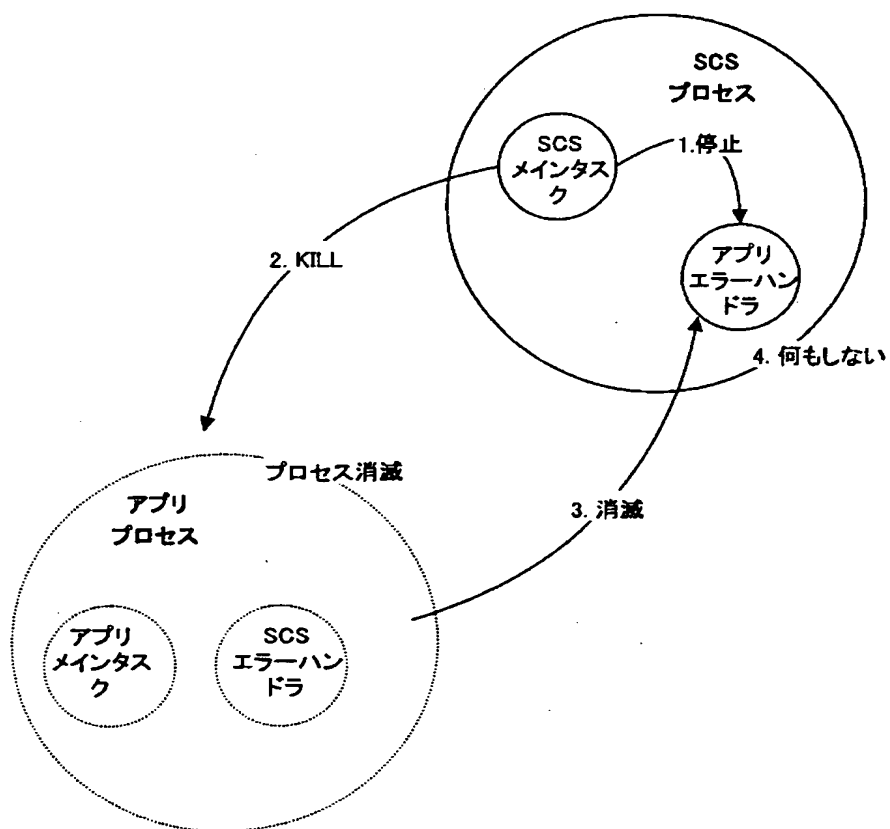 SCS
プロセス
SCS
メインタス
ク
1.停止
アプリ
エラーハン
ドラ
2. KILL
4. 何もしない
プロセス消滅
アプリ
プロセス
3. 消滅
アプリ
メインタス
ク
SCS
エラーハン
ドラ